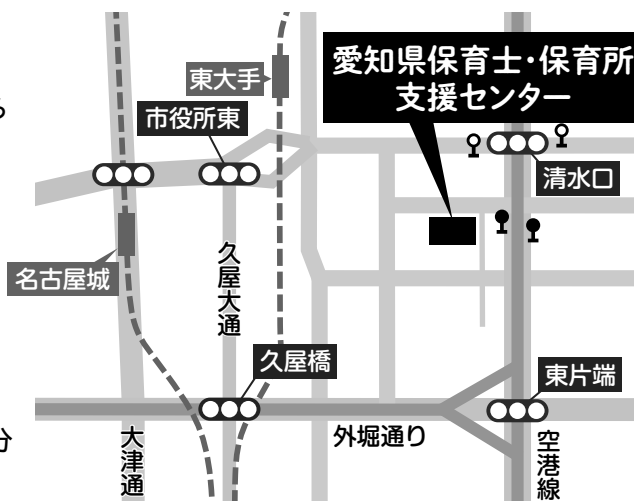 愛知県保育士・保育所
支援センター
東大手
市役所東
清水口
名古屋城
久屋大通
久屋橋
東片端
外堀通り
大津通
空港線
分